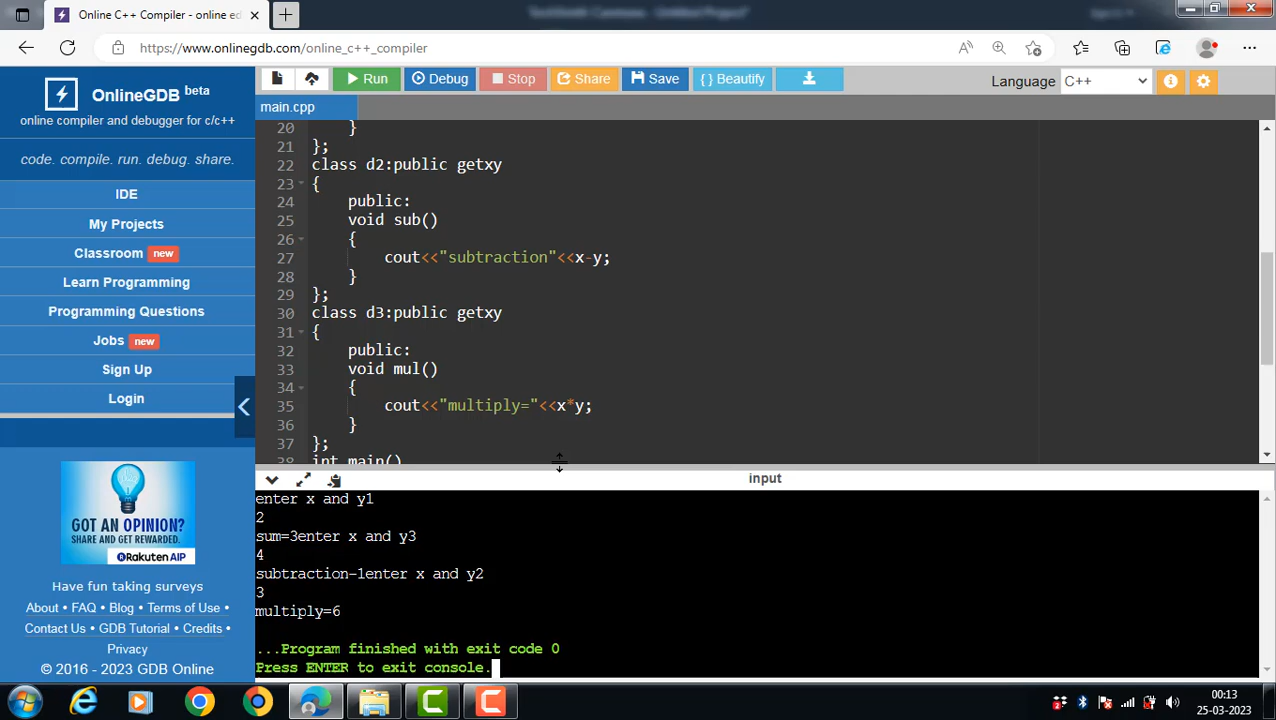 Online C++ Compiler - online ed
https://www.onlinegdb.com/online_c++_compiler
OnlineGDB beta
online compiler and debugger for c/c++
code. compile. run. debug. share.
IDE
My Projects
Classroom new
Learn Programming
Programming Questions
Jobs new
Sign Up
Login
GOT AN OPINION?
SHARE AND GET REWARDED.
Rakuten AIP
Have fun taking surveys
About • FAQ • Blog • Terms of Use •
Contact Us • GDB Tutorial • Credits •
Privacy
© 2016 - 2023 GDB Online
Run Debug Stop Share Save { } Beautify
Language C++
main.cpp
20 }
21 };
22 class d2:public getxy
23 {
24 public:
25 void sub()
26 {
27 cout<<"subtraction"<<x-y;
28 }
29 };
30 class d3:public getxy
31 {
32 public:
33 void mul()
34 {
35 cout<<"multiply="<<x*y;
36 }
37 };
38 int main()
input
enter x and y1
2
sum=3enter x and y3
4
subtraction-1enter x and y2
3
multiply=6
...Program finished with exit code 0
Press ENTER to exit console.
00:13
25-03-2023